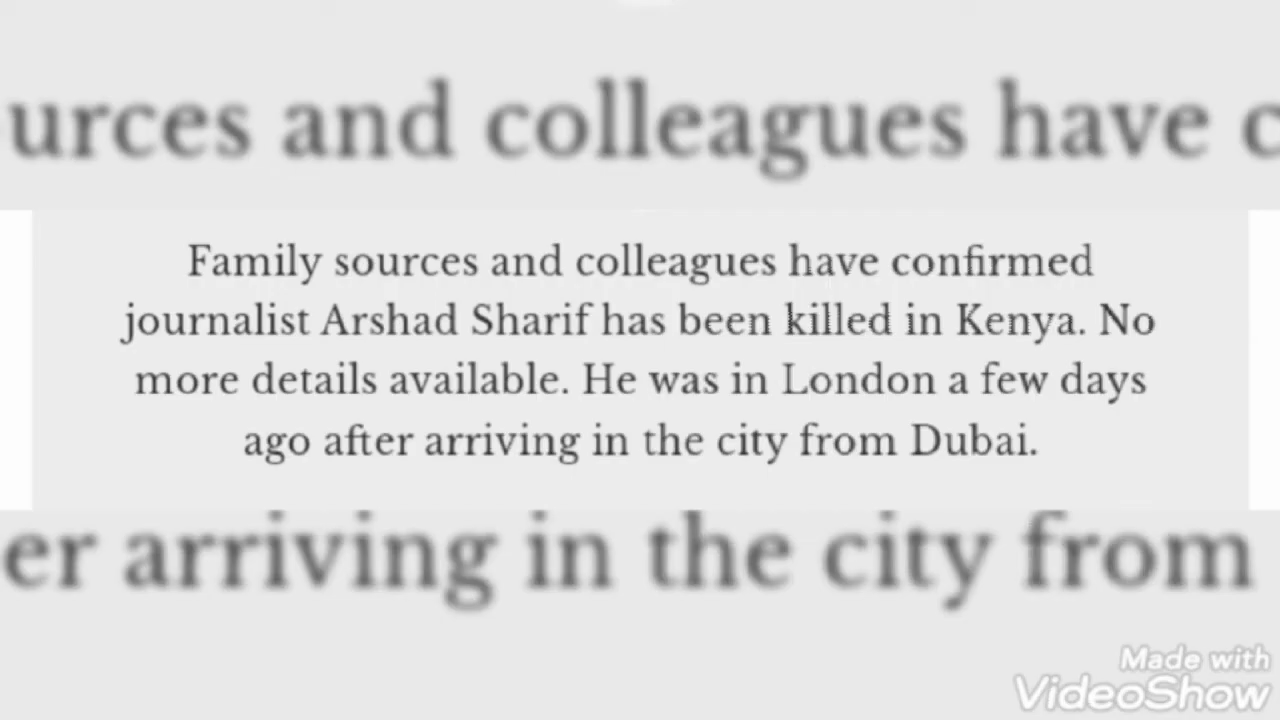 urces and colleagues have
Family sources and colleagues have confirmed
journalist Arshad Sharif has been killed in Kenya. No
more details available. He was in London a few days
ago after arriving in the city from Dubai.
er arriving in the city from
Made with
VideoShow